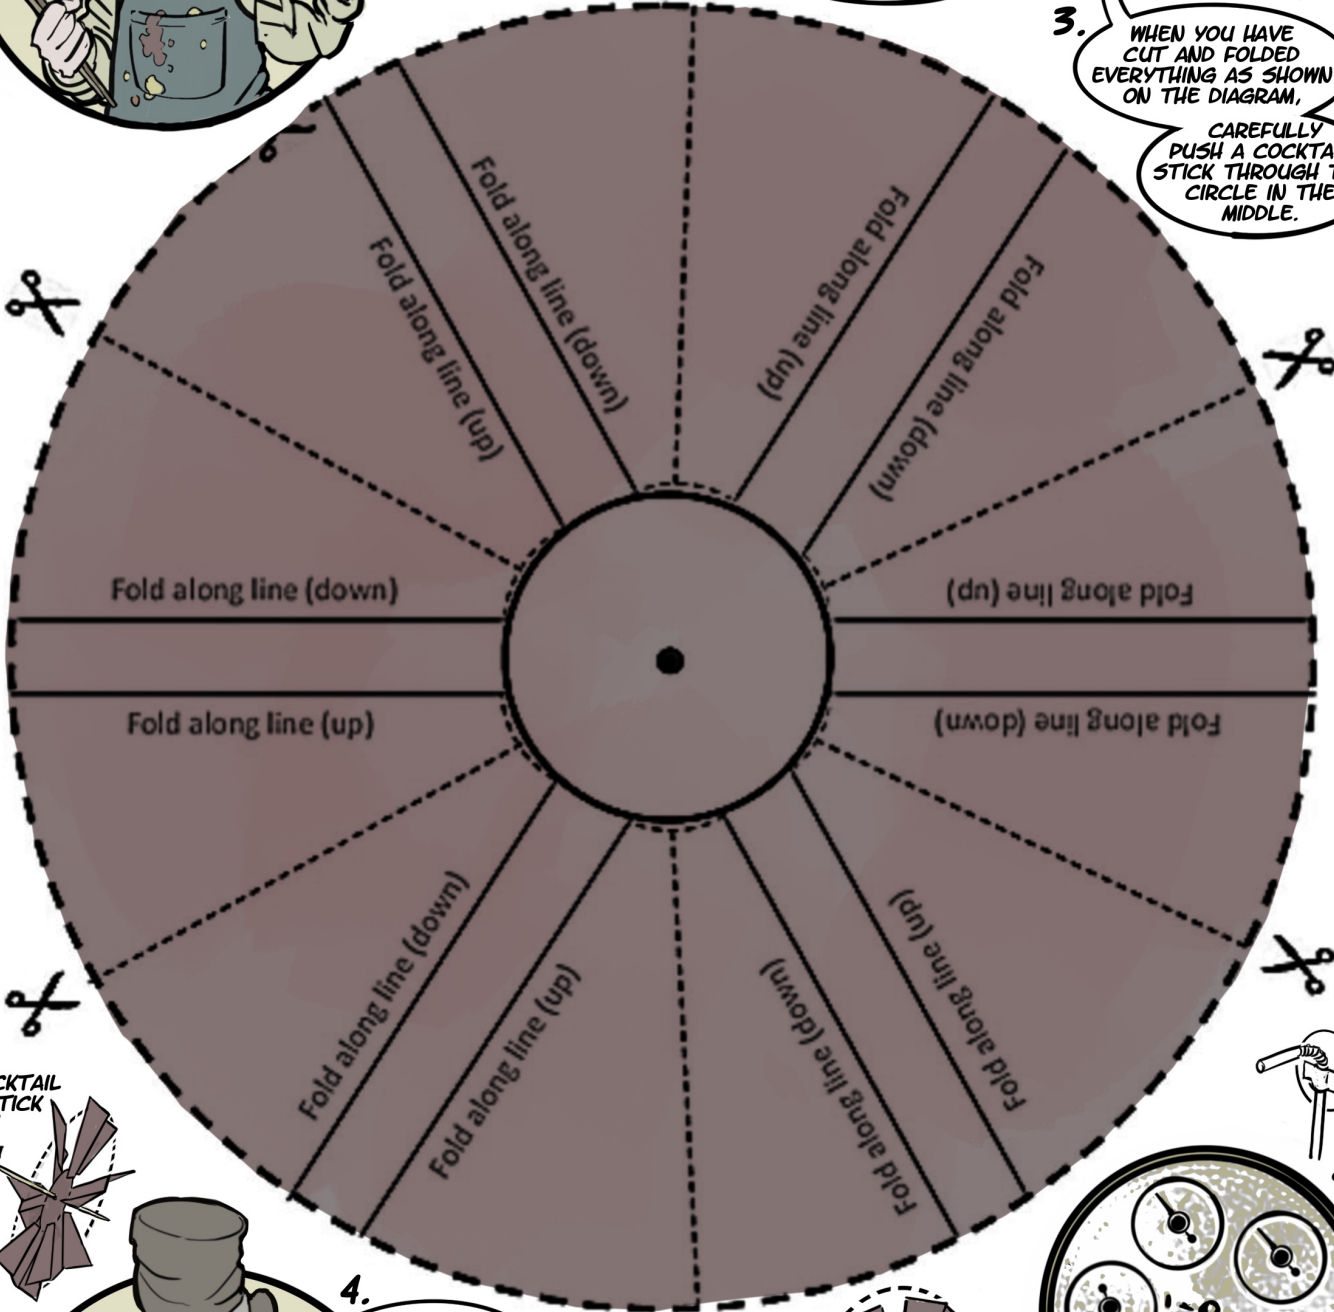 3.
WHEN YOU HAVE
CUT AND FOLDED
EVERYTHING AS SHOWN
ON THE DIAGRAM,
CAREFULLY
PUSH A
STICK THROUGH
CIRCLE IN THE
MIDDLE.
Fold along line (down)
Fold along line (up)
Fold along line (up)
Fold along line (down)
Fold along line (down)
Fold along line (up)
Fold along line (up)
Fold along line (down)
Fold along line (down)
Fold along line (up)
Fold along line (down)
Fold along line (up)
4.